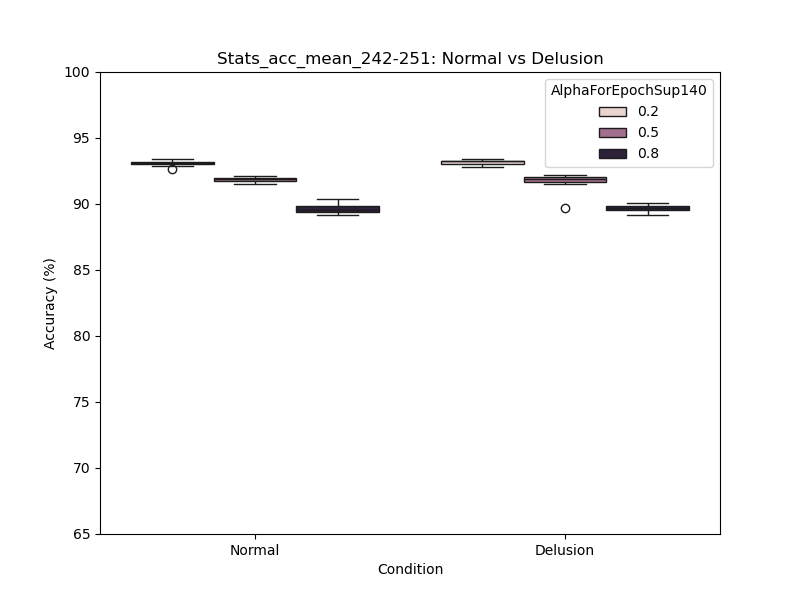 Stats_acc_mean_242-251: Normal vs Delusion
AlphaForEpochSup140
0.2
0.5
0.8
Accuracy (%)
100
95
90
85
80
75
70
65
Normal
Delusion
Condition